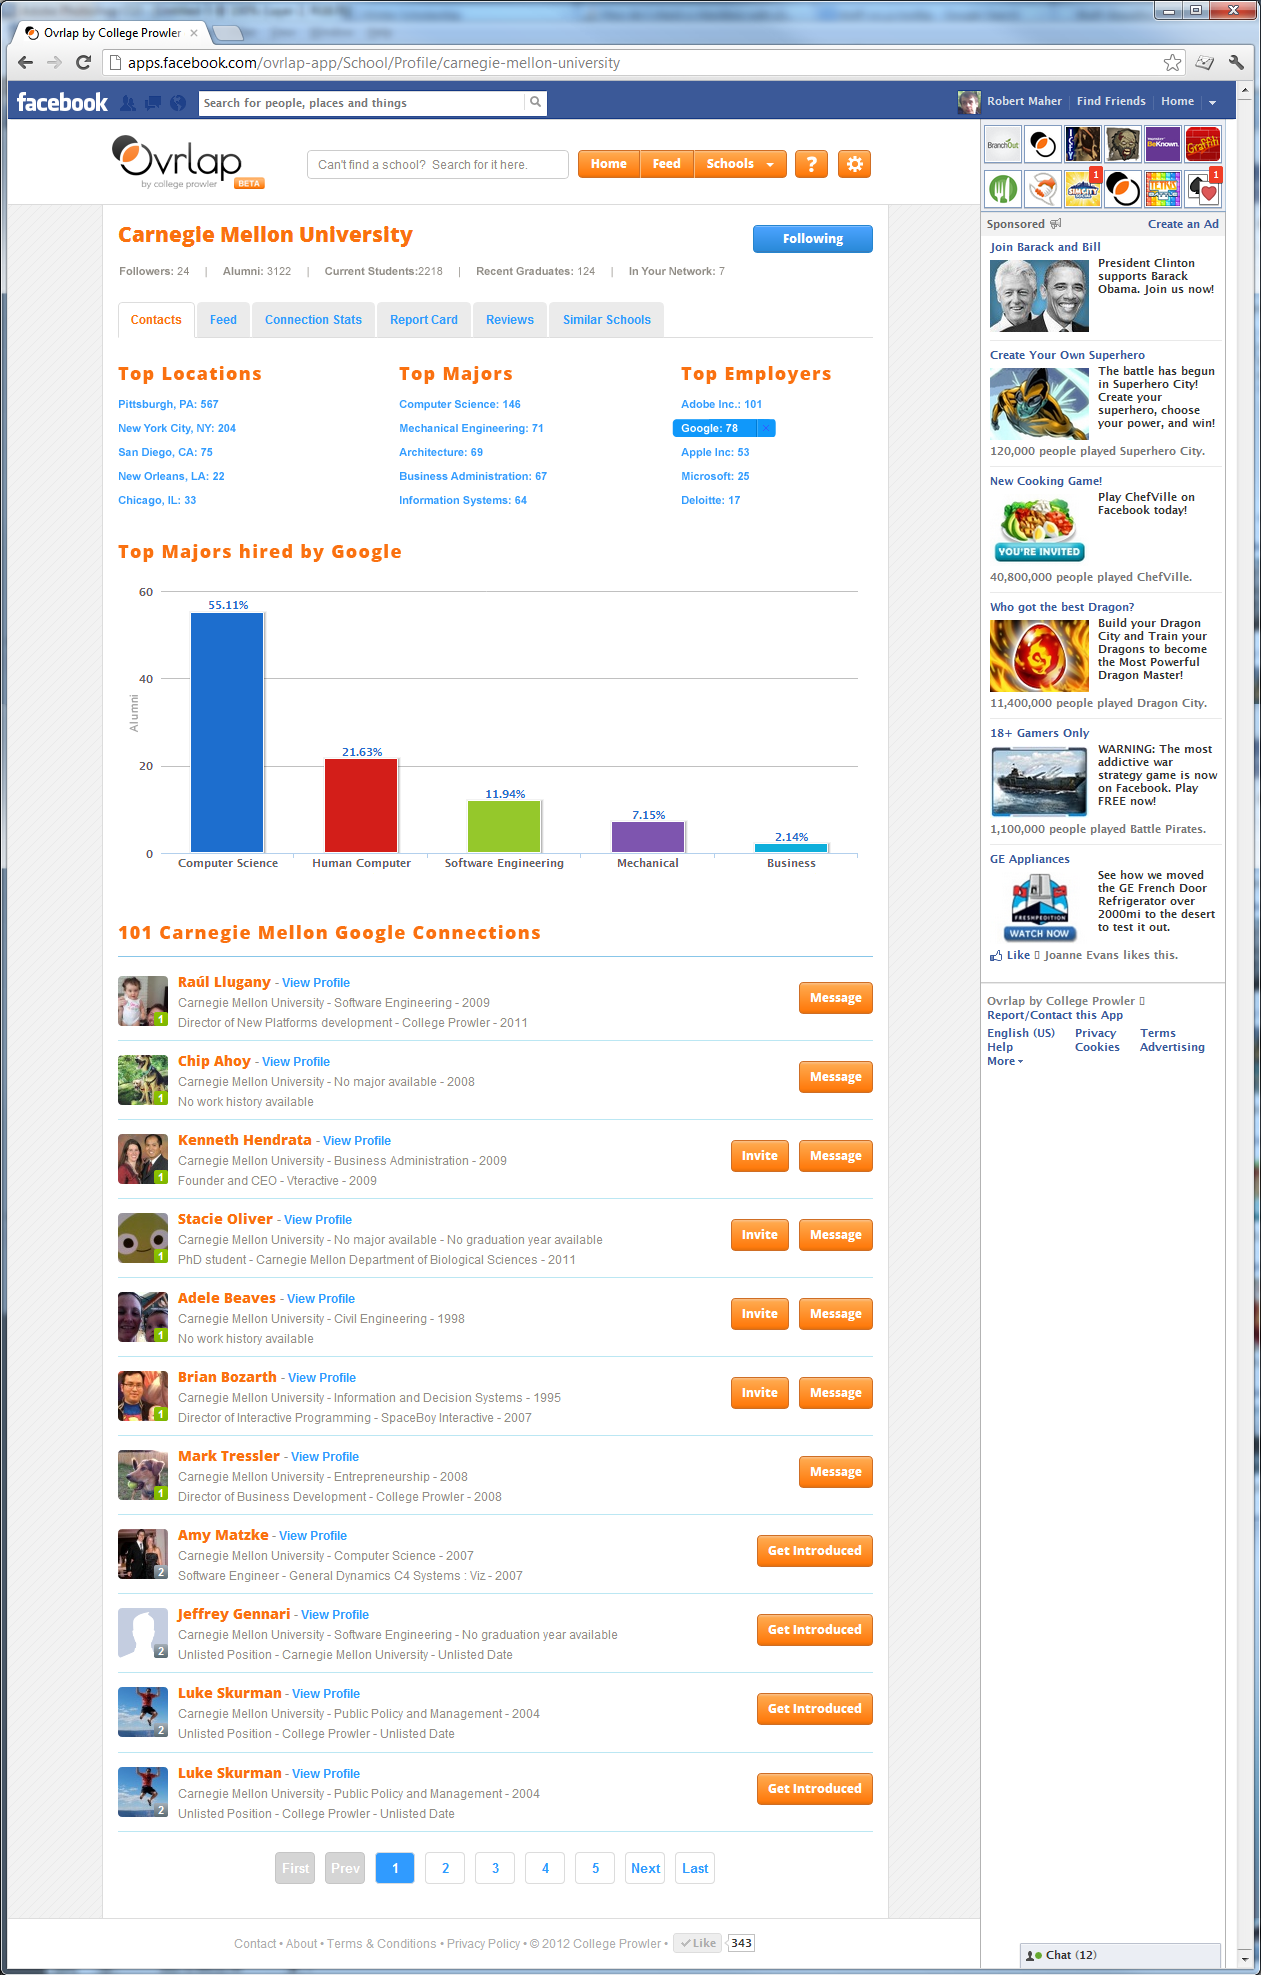 Ovrlap by College Prowler
apps.facebook.com/ovrlap-app/School/Profile/carnegie-mellon-university
facebook
Search for people, places and things
Robert Maher
Find Friends
Home
Ovrlap
by college prowler
BETA
Can't find a school? Search for it here.
Home
Feed
Schools
?
BranchOut
BeKnown
Graffiti
SIMCITY
1
TETRIS
1
Carnegie Mellon University
Following
Followers: 24 | Alumni: 3122 | Current Students:2218 | Recent Graduates: 124 | In Your Network: 7
Contacts
Feed
Connection Stats
Report Card
Reviews
Similar Schools
Top Locations
Pittsburgh, PA: 567
New York City, NY: 204
San Diego, CA: 75
New Orleans, LA: 22
Chicago, IL: 33
Top Majors
Computer Science: 146
Mechanical Engineering: 71
Architecture: 69
Business Administration: 67
Information Systems: 64
Top Employers
Adobe Inc.: 101
Google: 78
Apple Inc: 53
Microsoft: 25
Deloitte: 17
Top Majors hired by Google
60
40
20
0
Alumni
55.11%
21.63%
11.94%
7.15%
2.14%
Computer Science
Human Computer
Software Engineering
Mechanical
Business
101 Carnegie Mellon Google Connections
Raúl Llugany - View Profile
Carnegie Mellon University - Software Engineering - 2009
Director of New Platforms development - College Prowler - 2011
1
Message
Chip Ahoy - View Profile
Carnegie Mellon University - No major available - 2008
No work history available
1
Message
Kenneth Hendrata - View Profile
Carnegie Mellon University - Business Administration - 2009
Founder and CEO - Vteractive - 2009
1
Invite
Message
Stacie Oliver - View Profile
Carnegie Mellon University - No major available - No graduation year available
PhD student - Carnegie Mellon Department of Biological Sciences - 2011
1
Invite
Message
Adele Beaves - View Profile
Carnegie Mellon University - Civil Engineering - 1998
No work history available
1
Invite
Message
Brian Bozarth - View Profile
Carnegie Mellon University - Information and Decision Systems - 1995
Director of Interactive Programming - SpaceBoy Interactive - 2007
1
Invite
Message
Mark Tressler - View Profile
Carnegie Mellon University - Entrepreneurship - 2008
Director of Business Development - College Prowler - 2008
1
Message
Amy Matzke - View Profile
Carnegie Mellon University - Computer Science - 2007
Software Engineer - General Dynamics C4 Systems : Viz - 2007
2
Get Introduced
Jeffrey Gennari - View Profile
Carnegie Mellon University - Software Engineering - No graduation year available
Unlisted Position - Carnegie Mellon University - Unlisted Date
2
Get Introduced
Luke Skurman - View Profile
Carnegie Mellon University - Public Policy and Management - 2004
Unlisted Position - College Prowler - Unlisted Date
2
Get Introduced
Luke Skurman - View Profile
Carnegie Mellon University - Public Policy and Management - 2004
Unlisted Position - College Prowler - Unlisted Date
2
Get Introduced
First
Prev
1
2
3
4
5
Next
Last
Contact • About • Terms & Conditions • Privacy Policy • © 2012 College Prowler •
Like
343
Sponsored
Create an Ad
Join Barack and Bill
President Clinton
supports Barack
Obama. Join us now!
Create Your Own Superhero
The battle has begun
in Superhero City!
Create your
superhero, choose
your power, and win!
120,000 people played Superhero City.
New Cooking Game!
YOU'RE INVITED
Play ChefVille on
Facebook today!
40,800,000 people played ChefVille.
Who got the best Dragon?
Build your Dragon
City and Train your
Dragons to become
the Most Powerful
Dragon Master!
11,400,000 people played Dragon City.
18+ Gamers Only
WARNING: The most
addictive war
strategy game is now
on Facebook. Play
FREE now!
1,100,000 people played Battle Pirates.
GE Appliances
FRESHPEDITION
WATCH NOW
See how we moved
the GE French Door
Refrigerator over
2000mi to the desert
to test it out.
Like
Joanne Evans likes this.
Ovrlap by College Prowler
Report/Contact this App
English (US)
Privacy
Terms
Help
Cookies
Advertising
More
Chat (12)